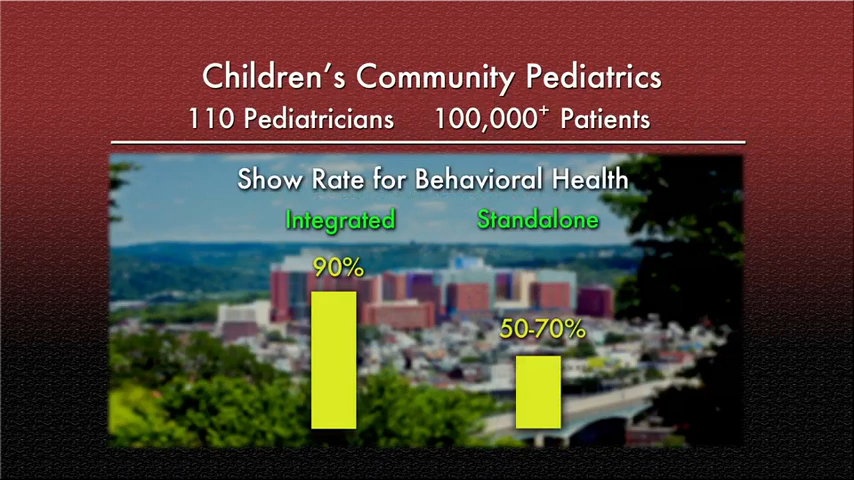 Children's Community Pediatrics
110 Pediatricians 100,000+ Patients
Show Rate for Behavioral Health
Integrated Standalone
90%
50-70%